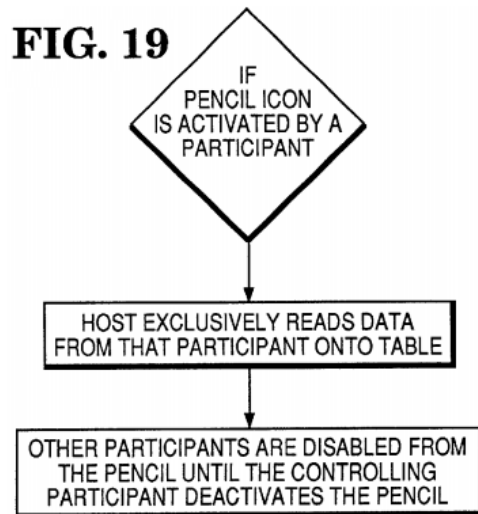 FIG. 19
IF
PENCIL ICON
IS ACTIVATED BY A
PARTICIPANT
HOST EXCLUSIVELY READS DATA
FROM THAT PARTICIPANT ONTO TABLE
OTHER PARTICIPANTS ARE DISABLED FROM
THE PENCIL UNTIL THE CONTROLLING
PARTICIPANT DEACTIVATES THE PENCIL